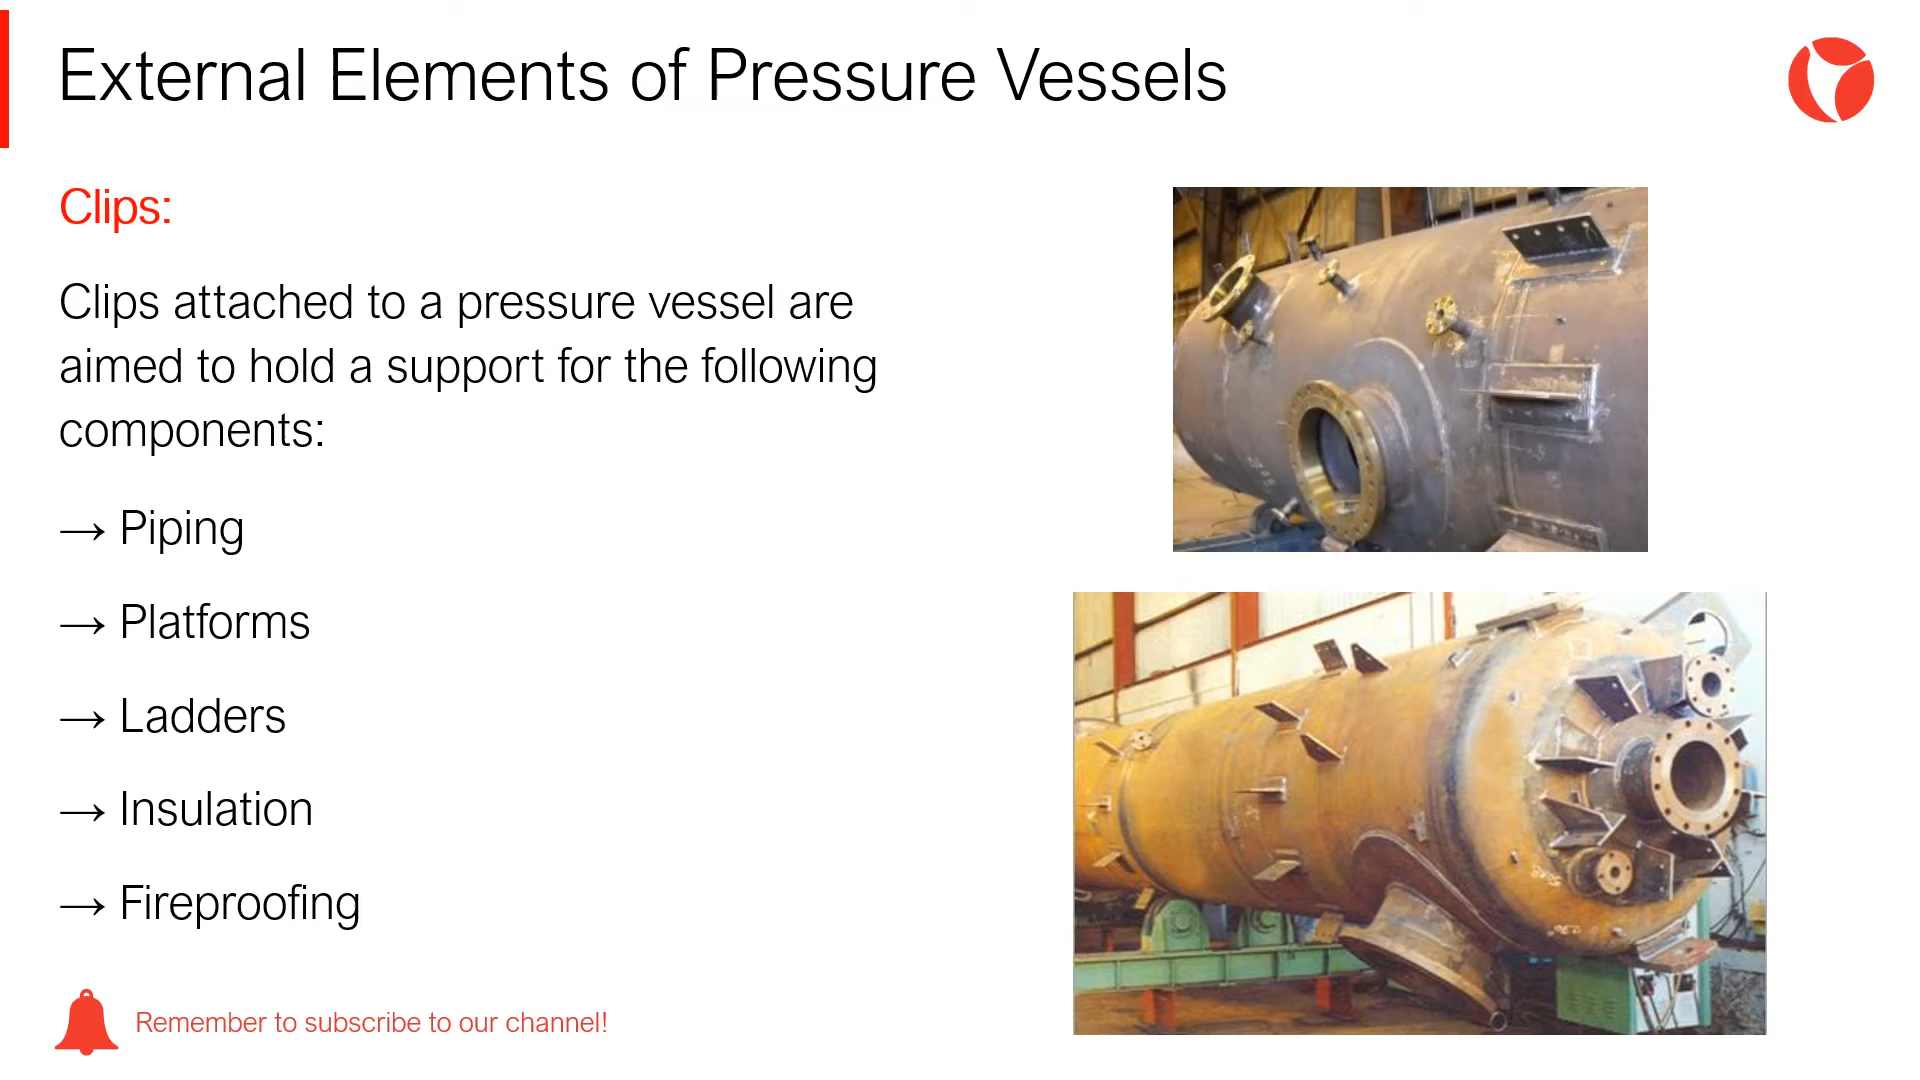 External Elements of Pressure Vessels
Clips:
Clips attached to a pressure vessel are
aimed to hold a support for the following
components:
→ Piping
→ Platforms
→ Ladders
→ Insulation
→ Fireproofing
Remember to subscribe to our channel!